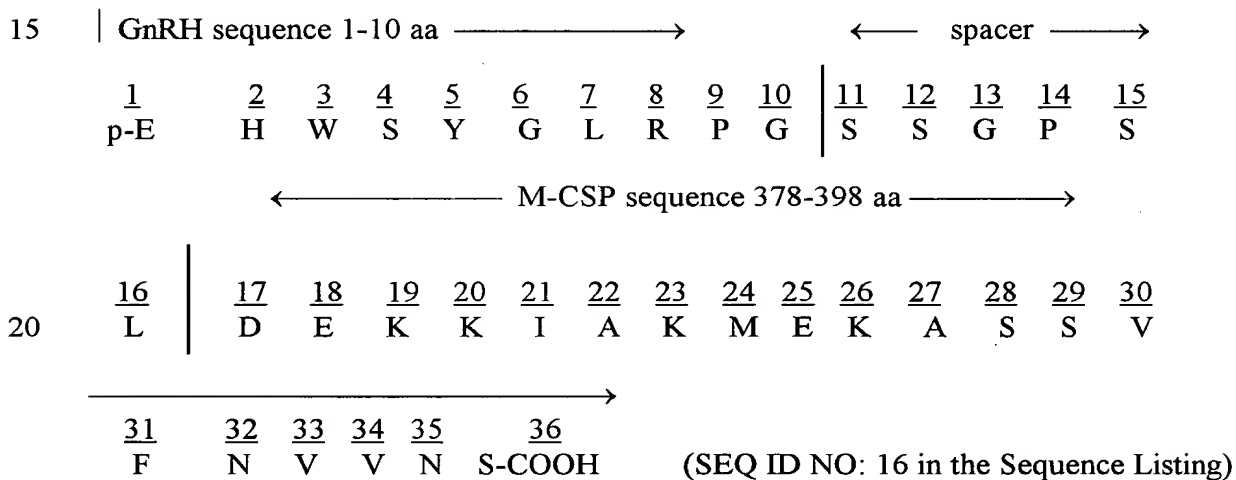 15 | GnRH sequence 1-10 aa ⟶ ⟵ spacer ⟶
1 2 3 4 5 6 7 8 9 10 11 12 13 14 15
p-E H W S Y G L R P G S S G P S
⟵ M-CSP sequence 378-398 aa ⟶
16 17 18 19 20 21 22 23 24 25 26 27 28 29 30
20 L D E K K I A K M E K A S S V
31 32 33 34 35 36
F N V V N S-COOH (SEQ ID NO: 16 in the Sequence Listing)